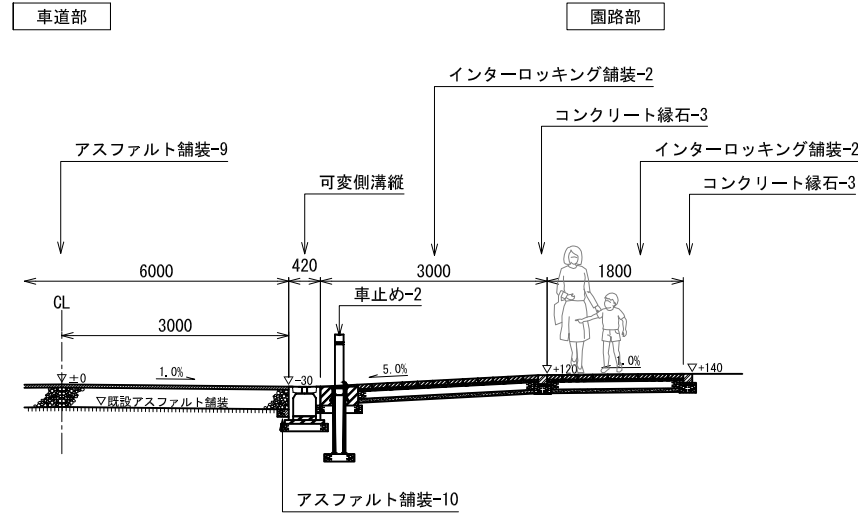 車道部
園路部
インターロッキング舗装-2
コンクリート縁石-3
アスファルト舗装-9
インターロッキング舗装-2
可変側溝縦
コンクリート縁石-3
6000
420
3000
1800
CL
車止め-2
3000
±0
1.0%
-30
5.0%
+120
1.0%
+140
▽既設アスファルト舗装
アスファルト舗装-10